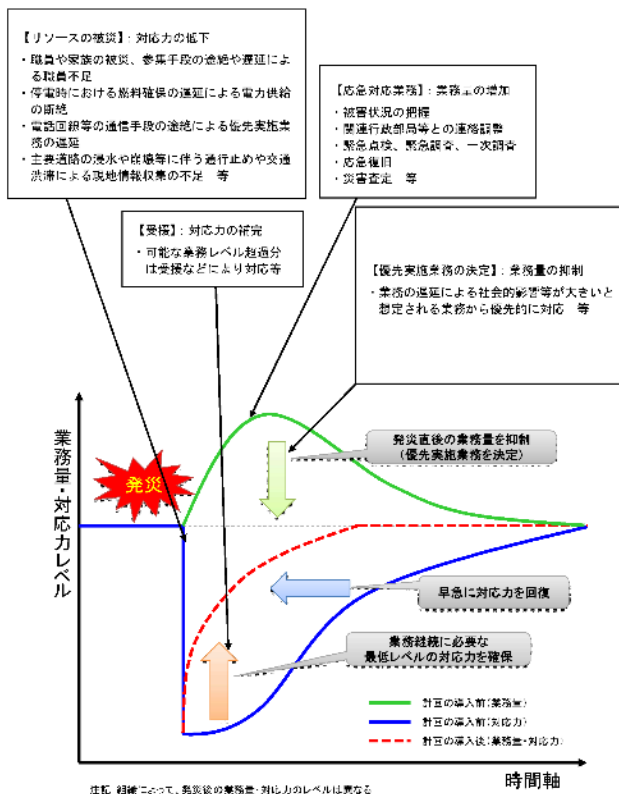 【リソースの被災】: 対応力の低下
・職員や家族の被災、参集手段の途絶や遅延によ
る職員不足
・停電時における燃料確保の遅延による電力供給
の断絶
・電話回線等の通信手段の途絶による優先実施業
務の遅延
・主要道路の浸水や崩壊等に伴う通行止めや交通
渋滞による現地情報収集の不足 等
【応急対応業務】: 業務量の増加
・被害状況の把握
・関連行政部局等との連絡調整
・緊急点検、緊急調査、一次調査
・応急復旧
・災害査定 等
【受援】: 対応力の補完
・可能な業務レベル超過分
は受援などにより対応等
【優先実施業務の決定】: 業務量の抑制
・業務の遅延による社会的影響等が大きいと
想定される業務から優先的に対応 等
業務量・対応力レベル
発災
発災直後の業務量を抑制
(優先実施業務を決定)
早急に対応力を回復
業務継続に必要な
最低レベルの対応力を確保
計画の導入前(業務量)
計画の導入前(対応力)
計画の導入後(業務量・対応力)
時間軸
注記 組織によって、発災後の業務量・対応力のレベルは異なる